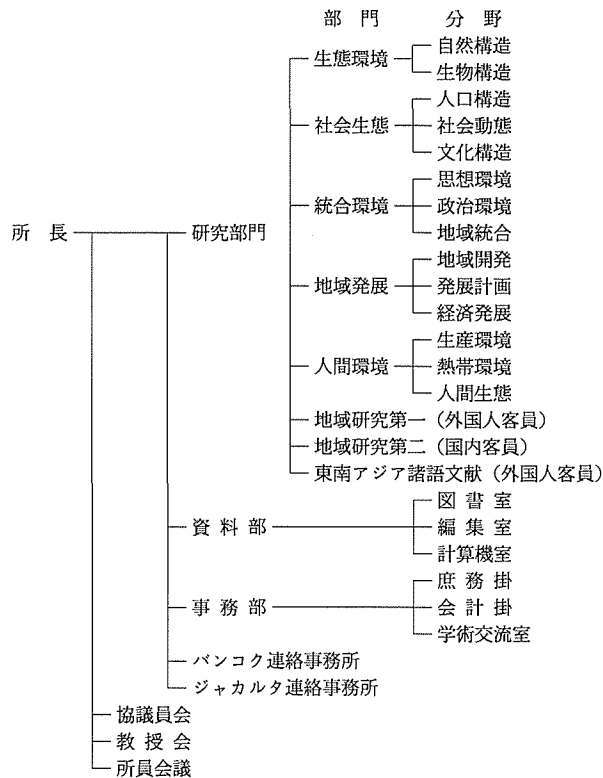 部門 分野
自然構造
生態環境
生物構造
人口構造
社会生態 社会動態
文化構造
思想環境
統合環境 政治環境
所長 研究部門 地域統合
地域開発
地域発展 発展計画
経済発展
生産環境
人間環境 熱帯環境
人間生態
地域研究第一（外国人客員）
地域研究第二（国内客員）
東南アジア諸語文献（外国人客員）
図書室
資料部 編集室
計算機室
庶務掛
事務部 会計掛
学術交流室
バンコク連絡事務所
ジャカルタ連絡事務所
協議員会
教授会
所員会議